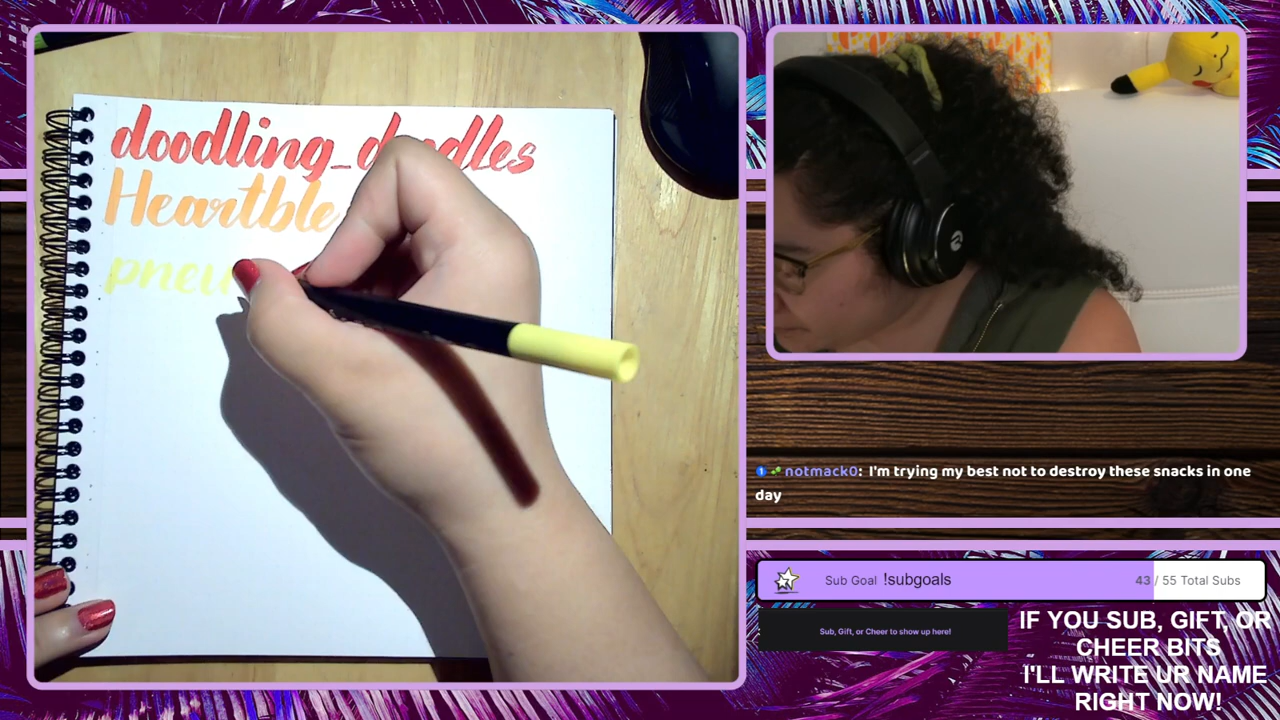 doodling_doodles
Heartble
pneu
notmack0: I'm trying my best not to destroy these snacks in one
day
Sub Goal !subgoals 43 / 55 Total Subs
Sub, Gift, or Cheer to show up here!
IF YOU SUB, GIFT, OR
CHEER BITS
I'LL WRITE UR NAME
RIGHT NOW!